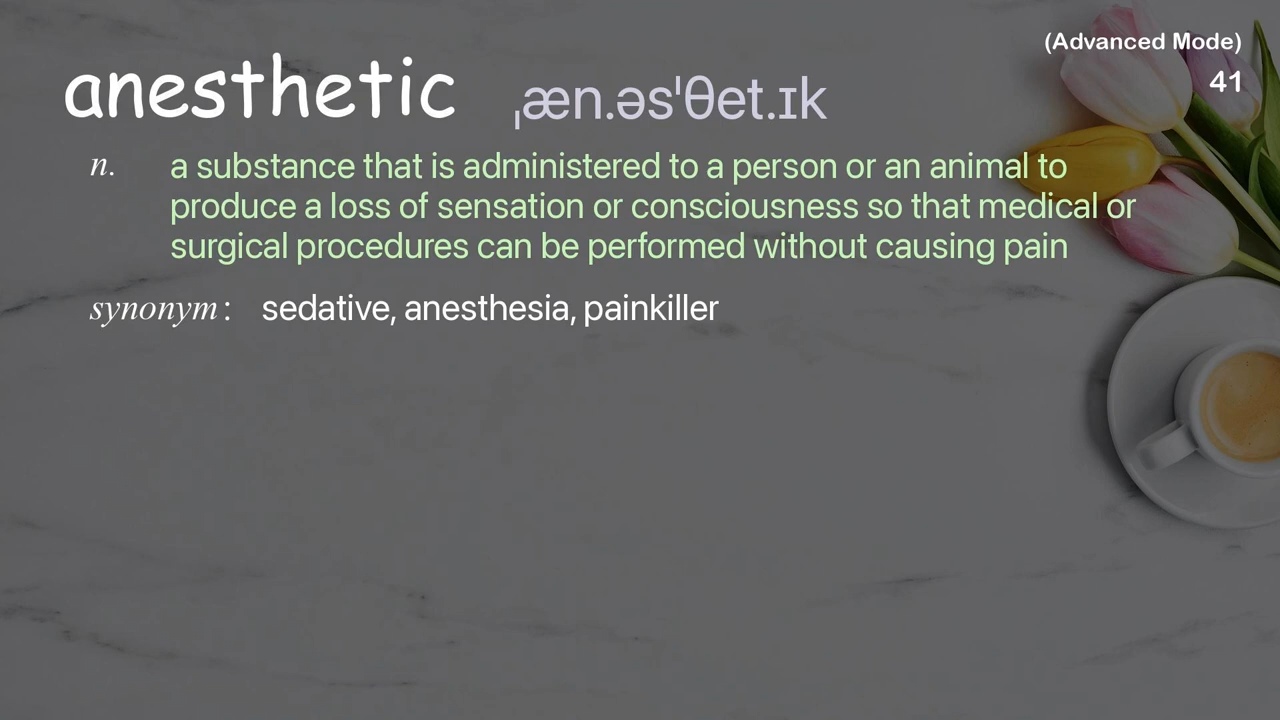 (Advanced Mode)
41
anesthetic ˌæn.əsˈθet.ɪk
n. a substance that is administered to a person or an animal to
produce a loss of sensation or consciousness so that medical or
surgical procedures can be performed without causing pain
synonym: sedative, anesthesia, painkiller